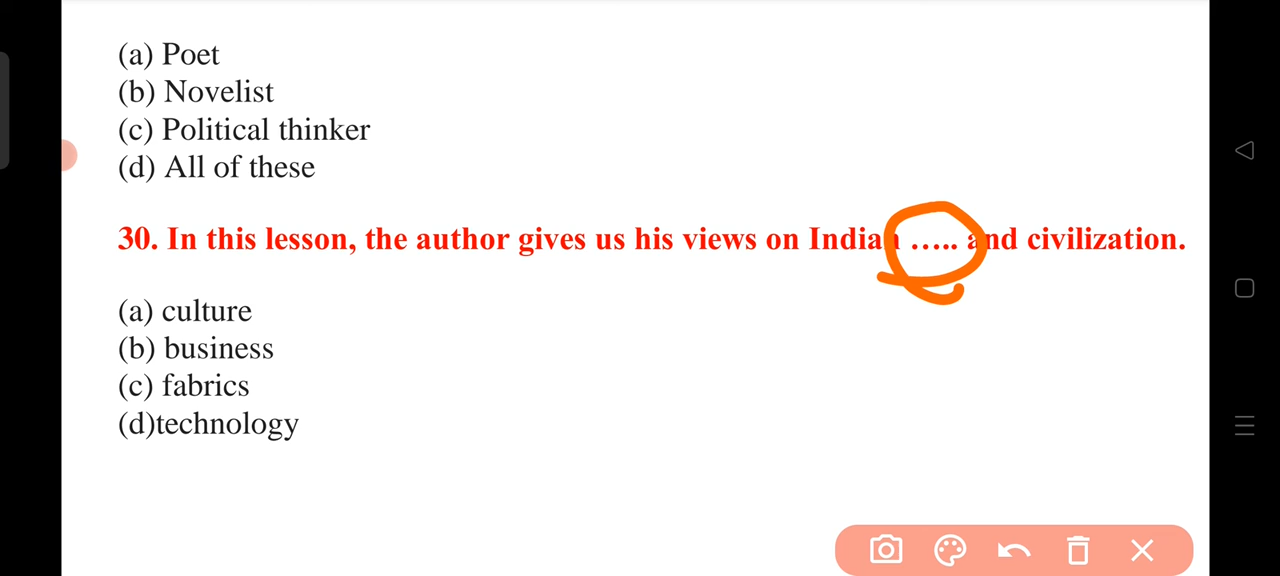 (a) Poet
(b) Novelist
(c) Political thinker
(d) All of these
30. In this lesson, the author gives us his views on Indian ..... and civilization.
(a) culture
(b) business
(c) fabrics
(d)technology